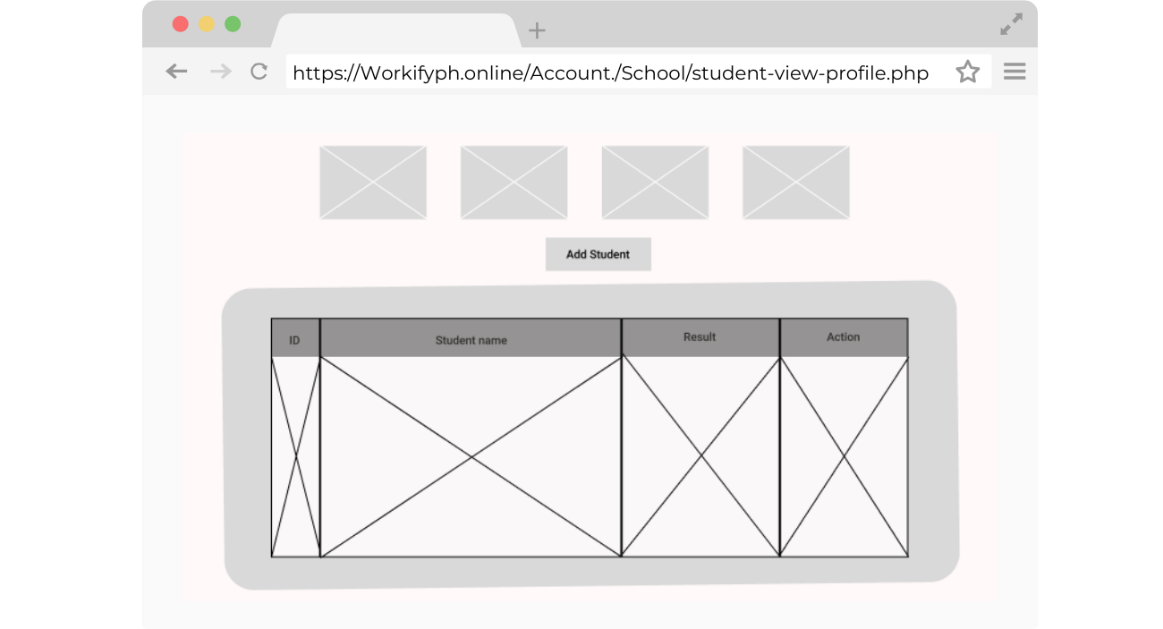 https://Workifyph.online/Account./School/student-view-profile.php
Add Student
ID Student name Result Action